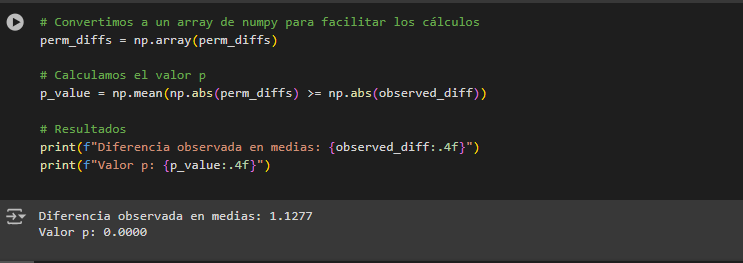 # Convertimos a un array de numpy para facilitar los cálculos
perm_diffs = np.array(perm_diffs)
# Calculamos el valor p
p_value = np.mean(np.abs(perm_diffs) >= np.abs(observed_diff))
# Resultados
print(f"Diferencia observada en medias: {observed_diff:.4f}")
print(f"Valor p: {p_value:.4f}")
Diferencia observada en medias: 1.1277
Valor p: 0.0000